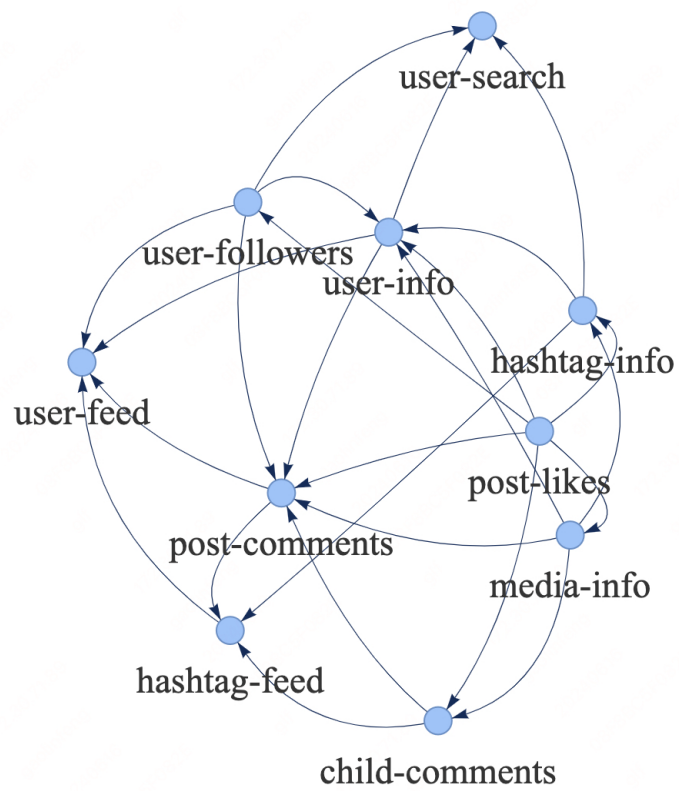 user-search
user-followers
user-info
hashtag-info
user-feed
post-likes
post-comments
media-info
hashtag-feed
child-comments